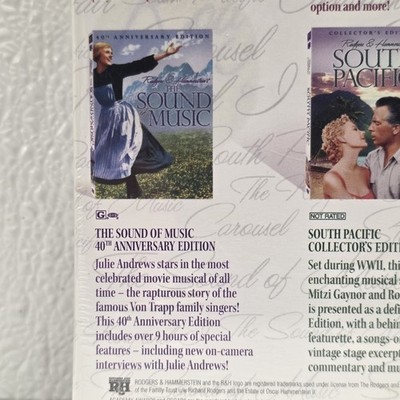 option and more!
40TH ANNIVERSARY EDITION
Rodgers & Hammerstein's
THE
SOUND
OF
MUSIC
COLLECTOR'S EDI
Rodgers & Hamme
SOUTH
PACIFIC
G
THE SOUND OF MUSIC
40TH ANNIVERSARY EDITION
Julie Andrews stars in the most
celebrated movie musical of all
time – the rapturous story of the
famous Von Trapp family singers!
This 40th Anniversary Edition
includes over 9 hours of special
features – including new on-camera
interviews with Julie Andrews!
NOT RATED
SOUTH PACIFIC
COLLECTOR'S EDIT
Set during WWII, this
enchanting musical s
Mitzi Gaynor and Ro
is presented as a defi
Edition, with a behin
featurette, a songs-o
vintage stage excerpt
commentary and mu
R&H
RODGERS & HAMMERSTEIN and the R&H logo are registered trademarks used under license from The Rodgers and
of the Family Trust u/w Richard Rodgers and the Estate of Oscar Hammerstein II.